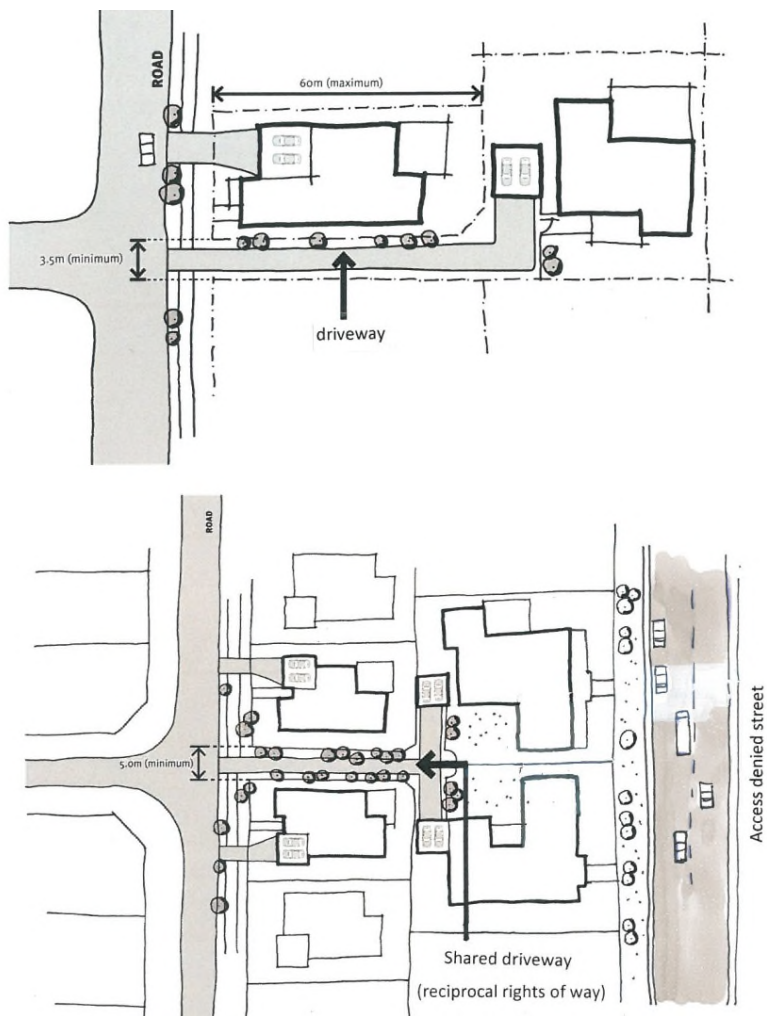 ROAD
60m (maximum)
3.5m (minimum)
driveway
ROAD
5.0m (minimum)
Access denied street
Shared driveway
(reciprocal rights of way)